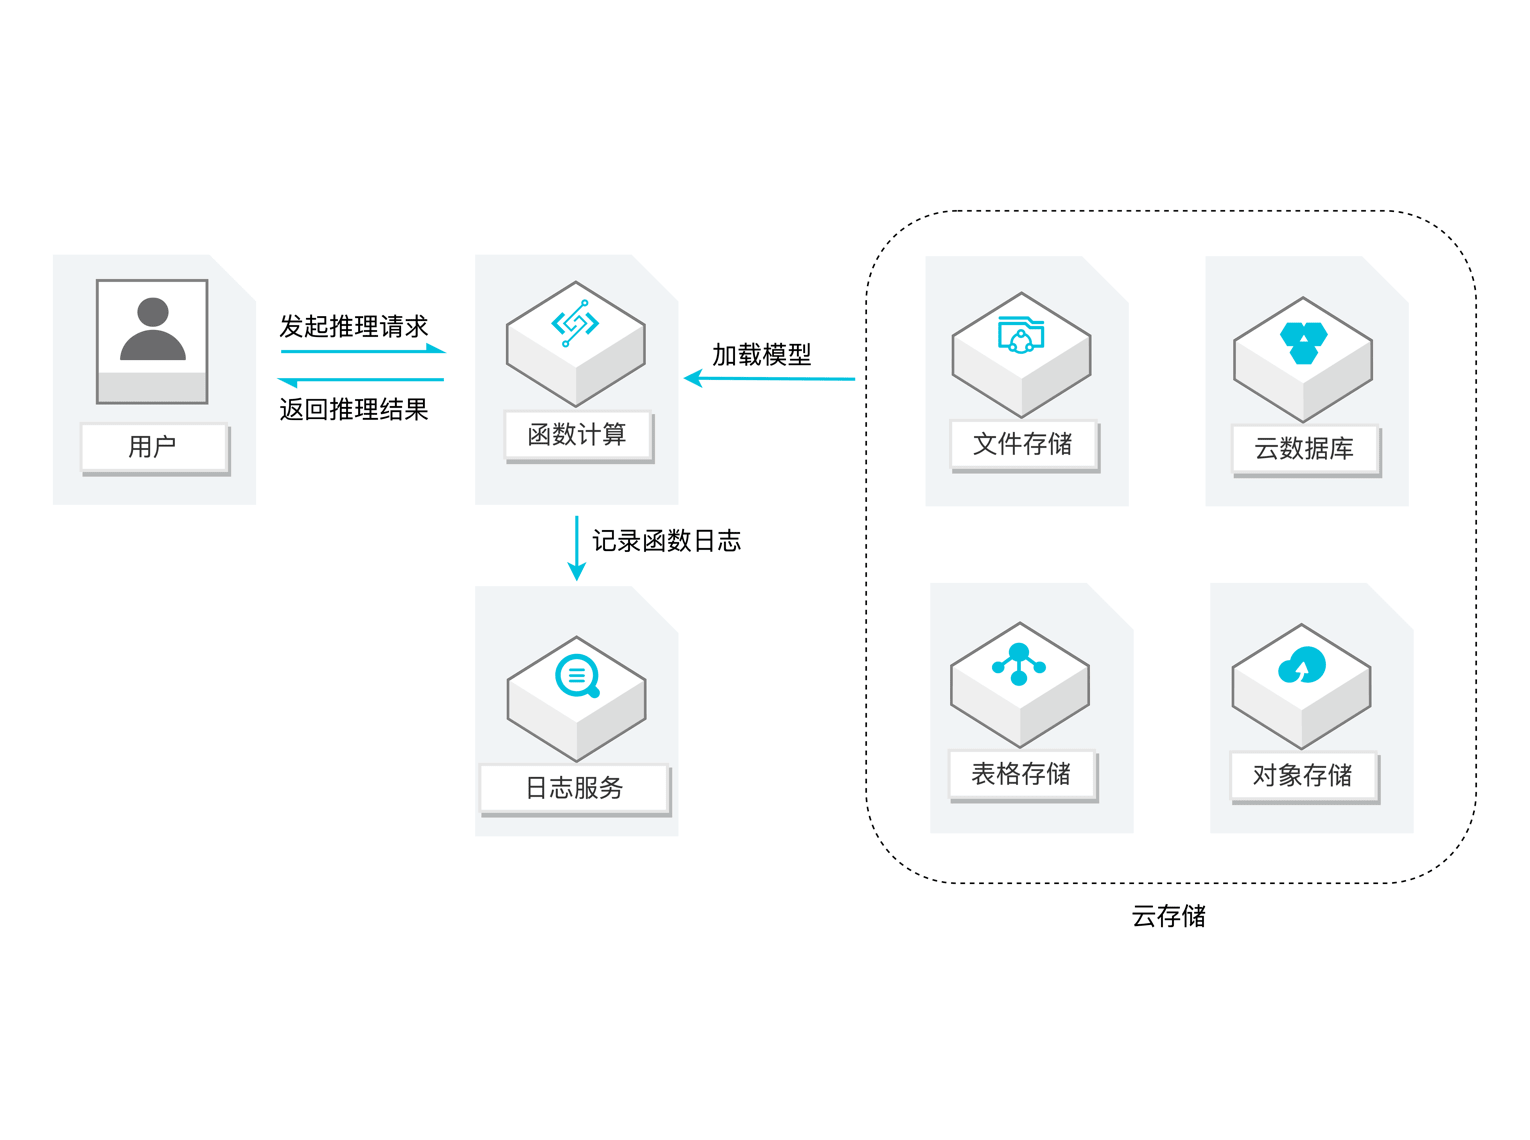 发起推理请求
返回推理结果
用户
函数计算
加载模型
记录函数日志
日志服务
文件存储
云数据库
表格存储
对象存储
云存储